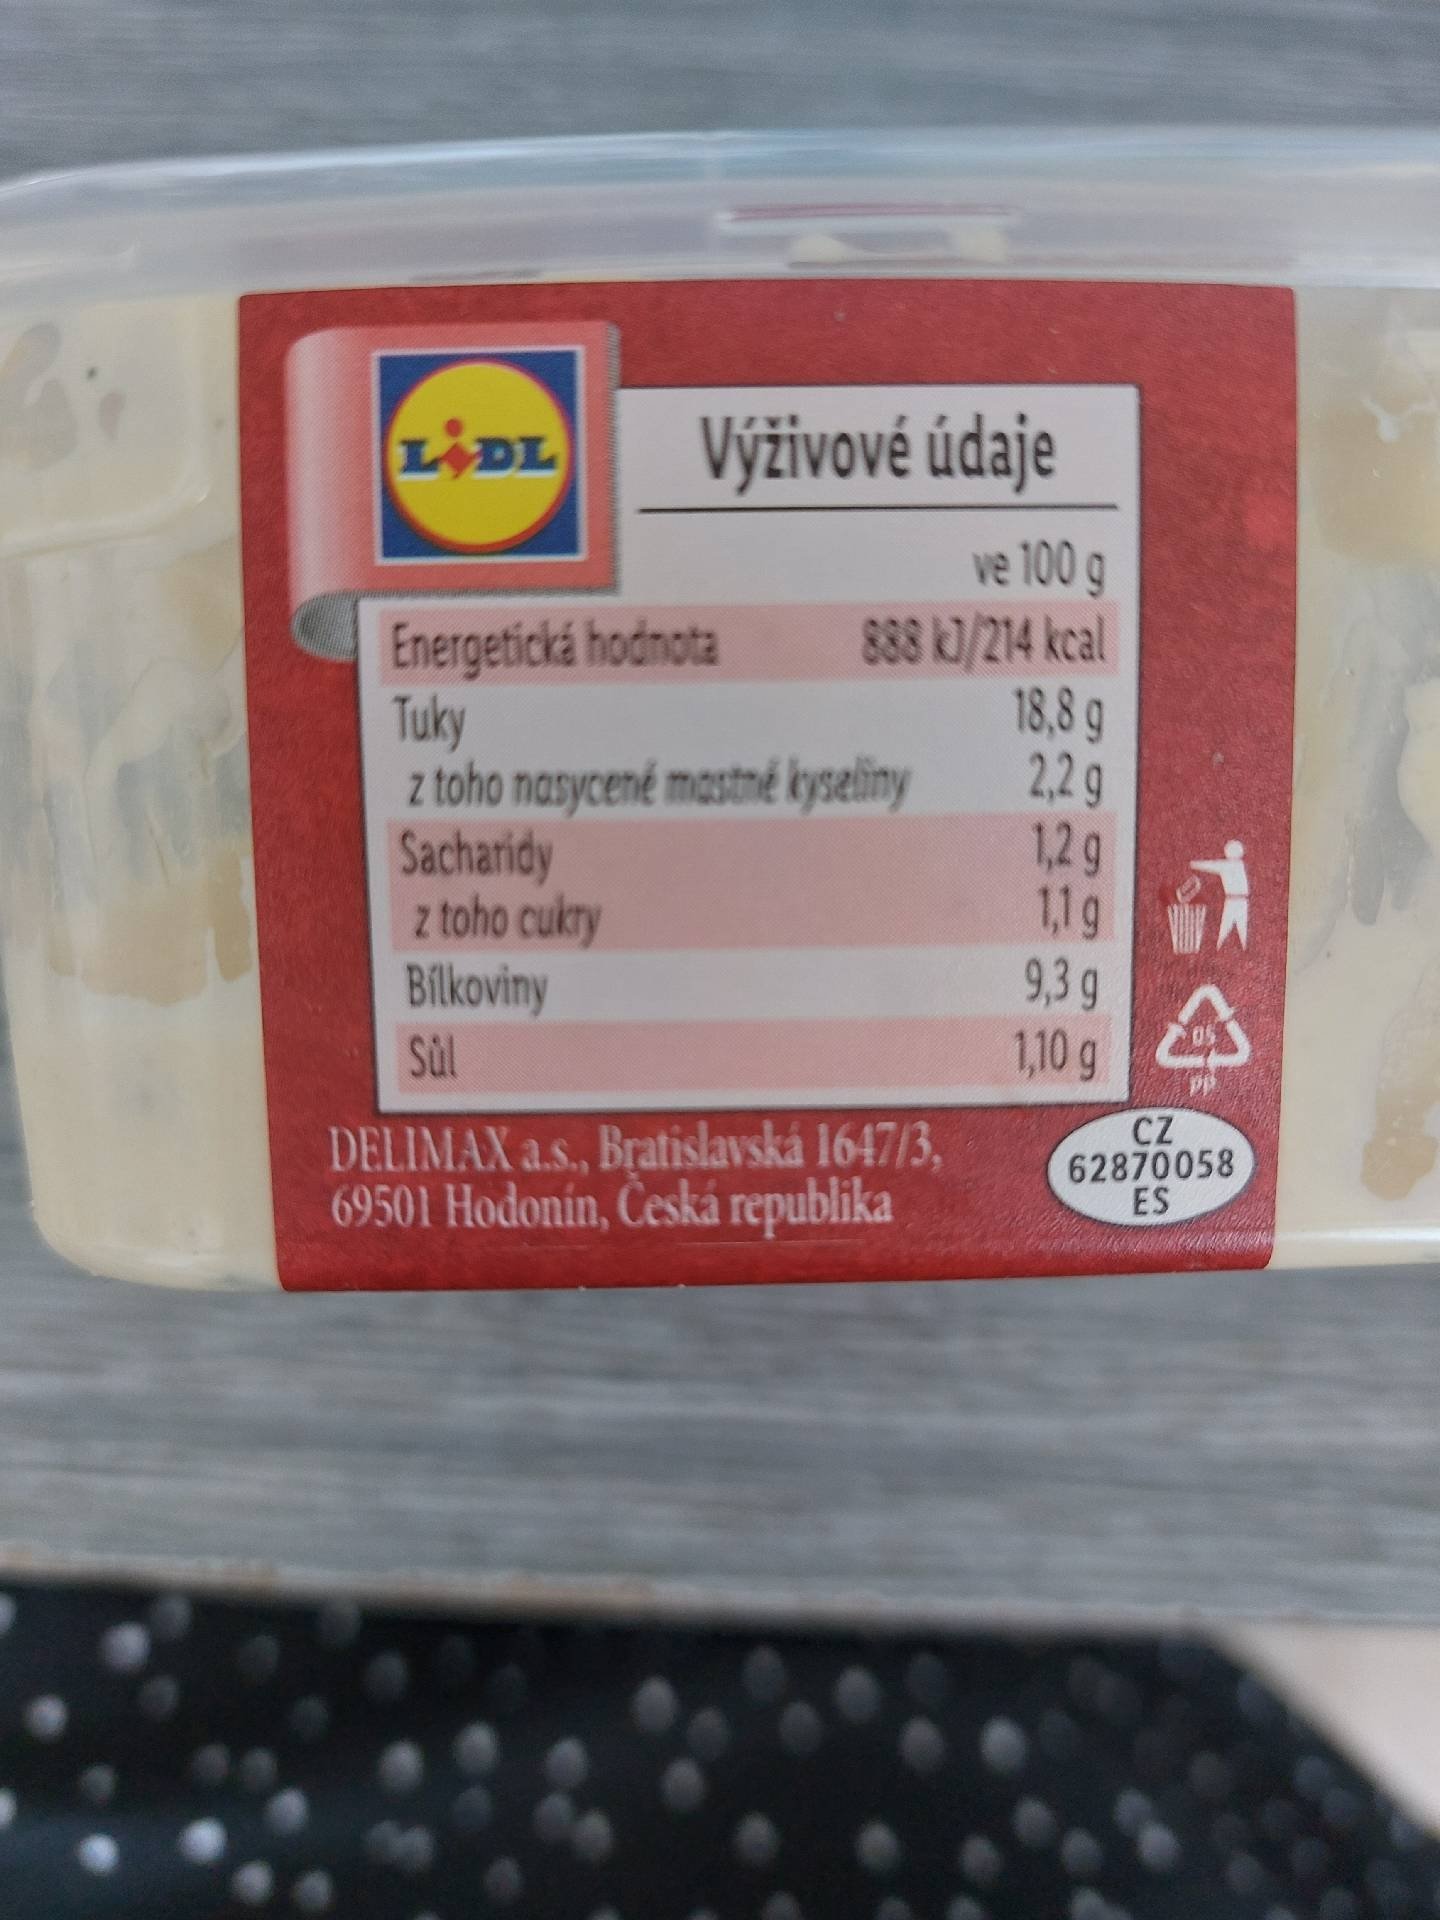 LIDL
Výživové údaje
ve 100 g
Energetická hodnota 888 kJ/214 kcal
Tuky 18,8 g
z toho nasycené mastné kyseliny 2,2 g
Sacharidy 1,2 g
z toho cukry 1,1 g
Bílkoviny 9,3 g
Sůl 1,10 g
05
PP
DELIMAX a.s., Bratislavská 1647/3,
69501 Hodonín, Česká republika
CZ
62870058
ES